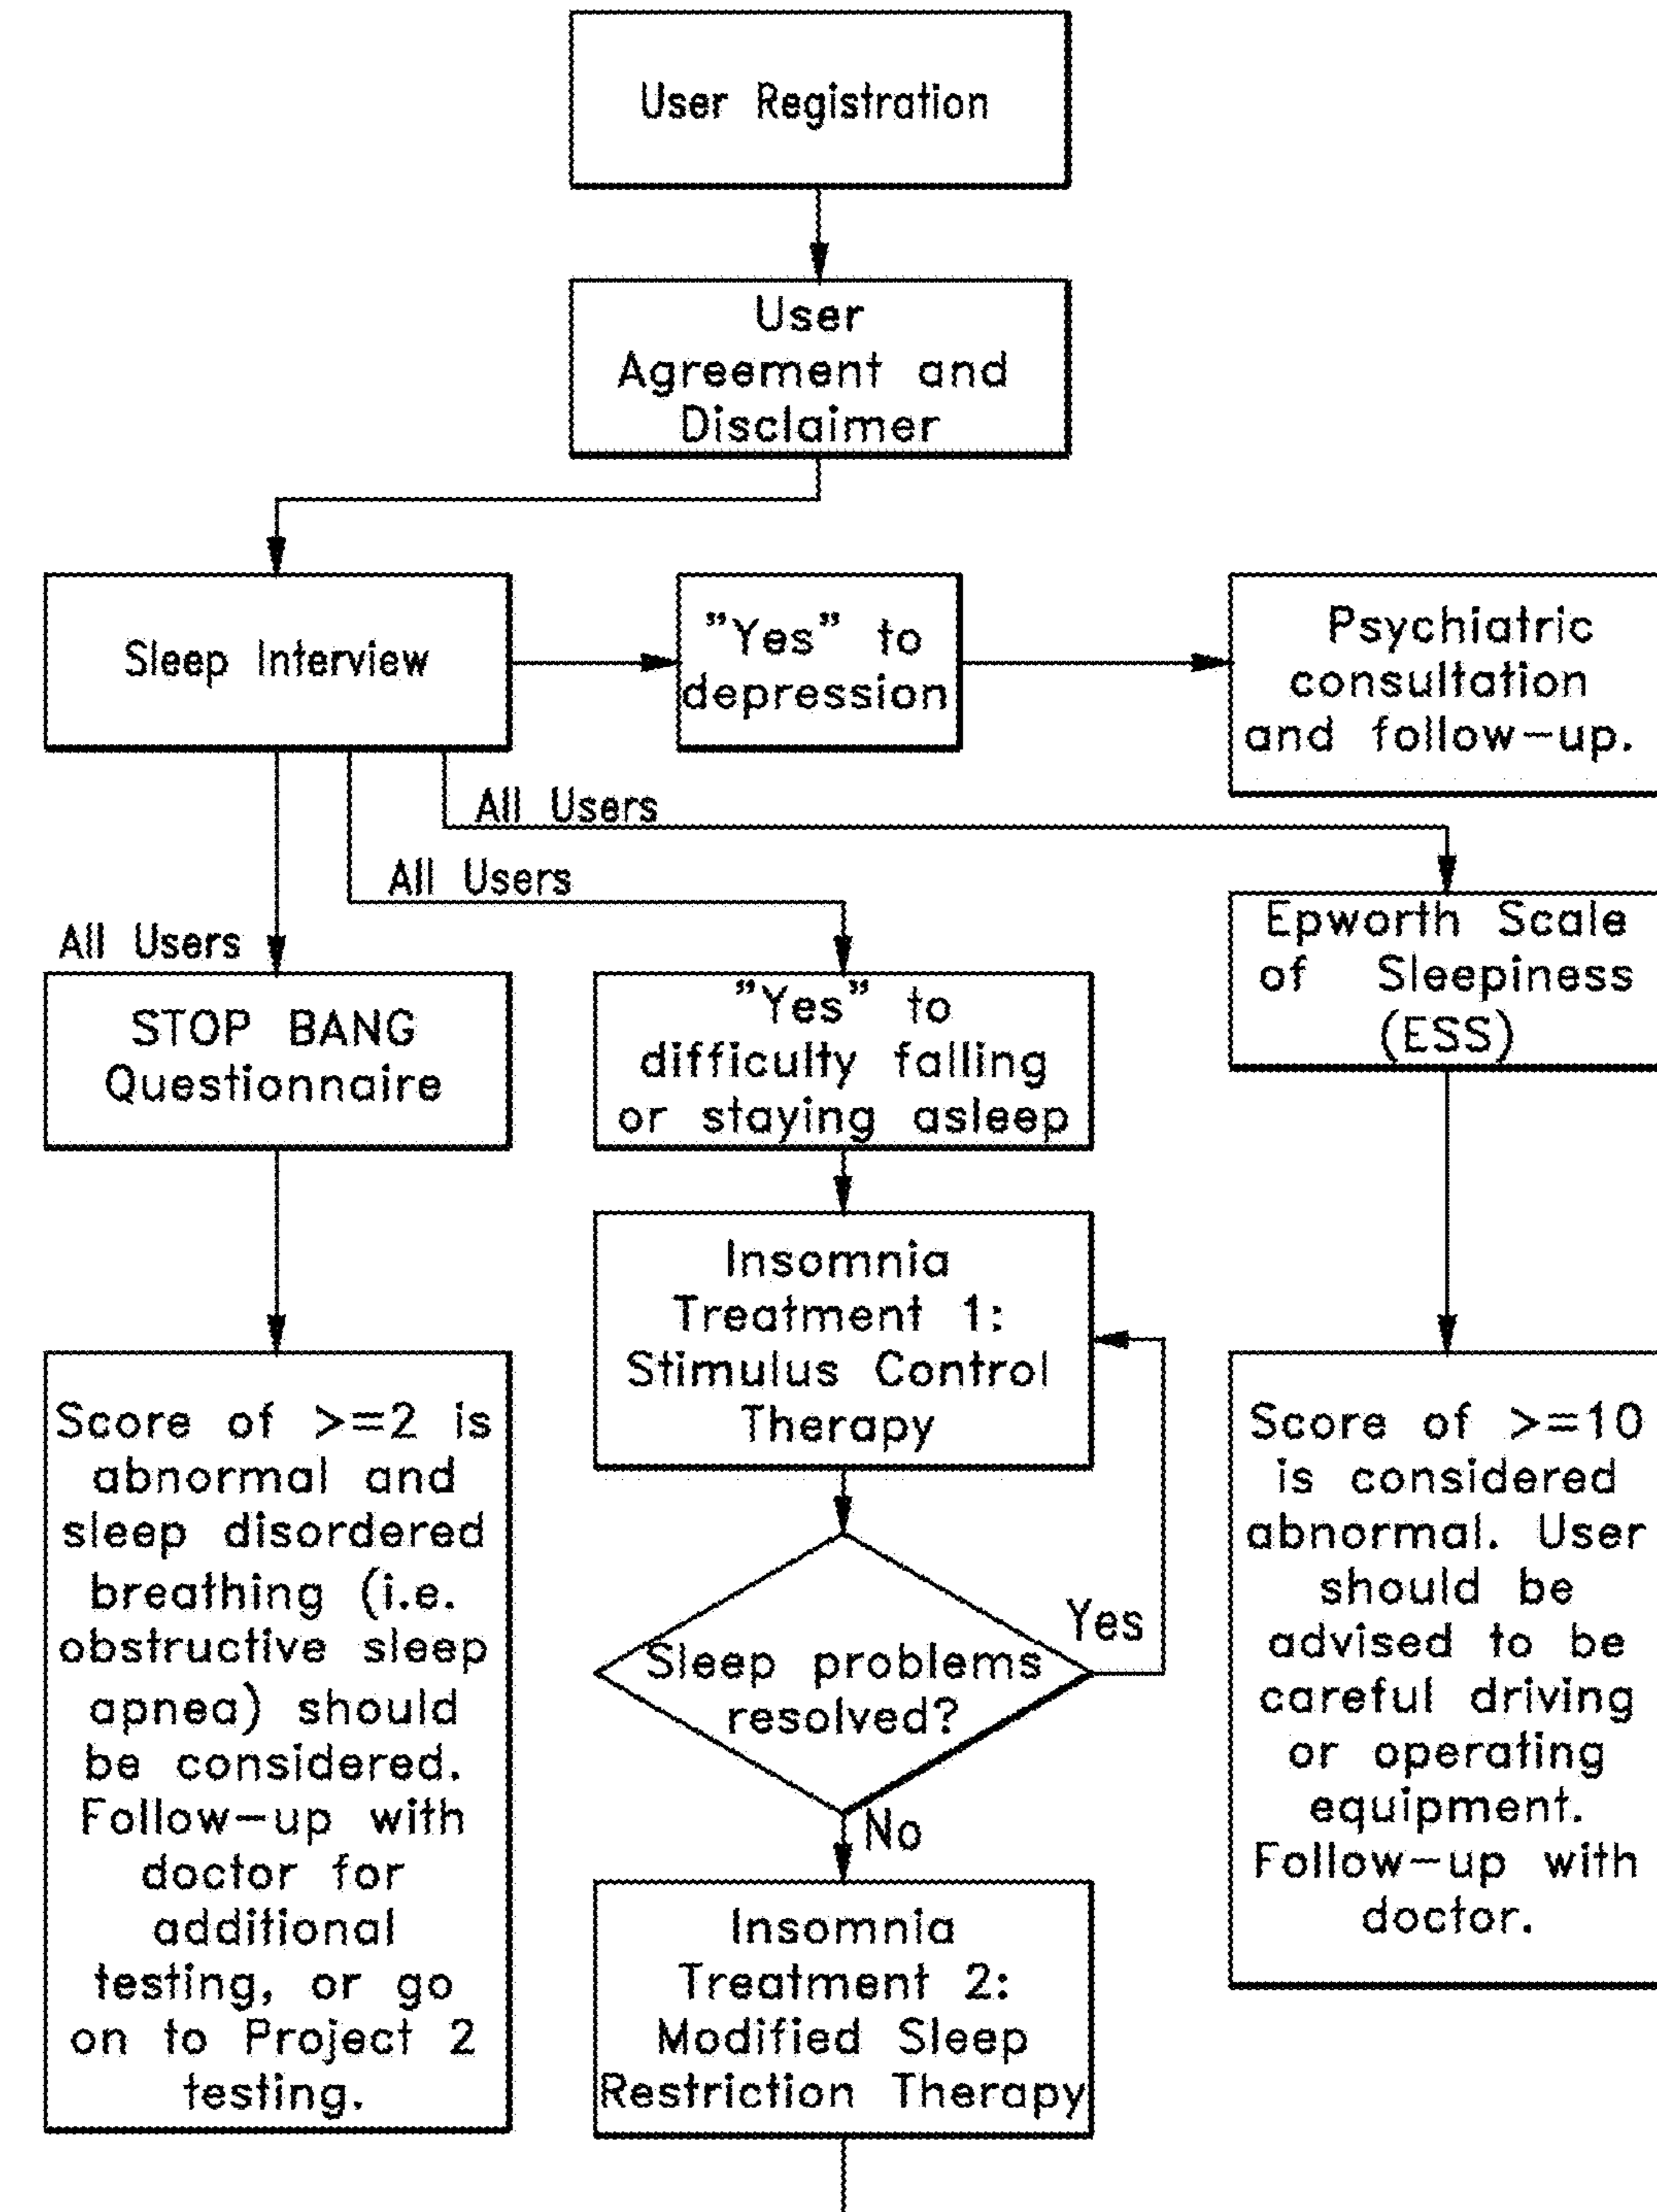 User Registration
User
Agreement and
Disclaimer
Sleep Interview
"Yes" to
depression
Psychiatric
consultation
and follow-up.
All Users
All Users
All Users
STOP BANG
Questionnaire
"Yes" to
difficulty falling
or staying asleep
Epworth Scale
of Sleepiness
(ESS)
Insomnia
Treatment 1:
Stimulus Control
Therapy
Score of >=2 is
abnormal and
sleep disordered
breathing (i.e.
obstructive sleep
apnea) should
be considered.
Follow-up with
doctor for
additional
testing, or go
on to Project 2
testing.
Sleep problems
resolved?
Yes
No
Insomnia
Treatment 2:
Modified Sleep
Restriction Therapy
Score of >=10
is considered
abnormal. User
should be
advised to be
careful driving
or operating
equipment.
Follow-up with
doctor.